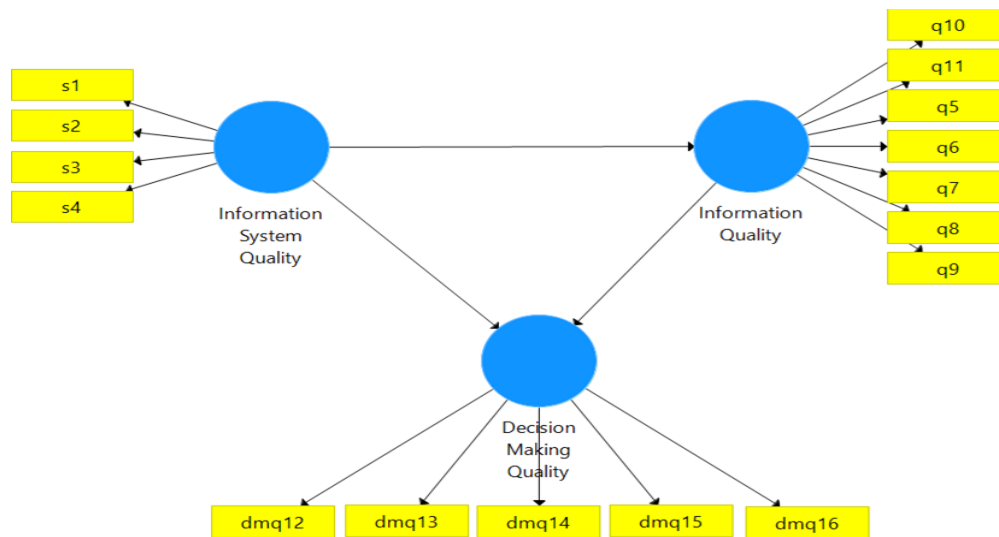 q10
s1
q11
s2
q5
s3
q6
s4
q7
Information
System
Quality
Information
Quality
q8
q9
Decision
Making
Quality
dmq12
dmq13
dmq14
dmq15
dmq16